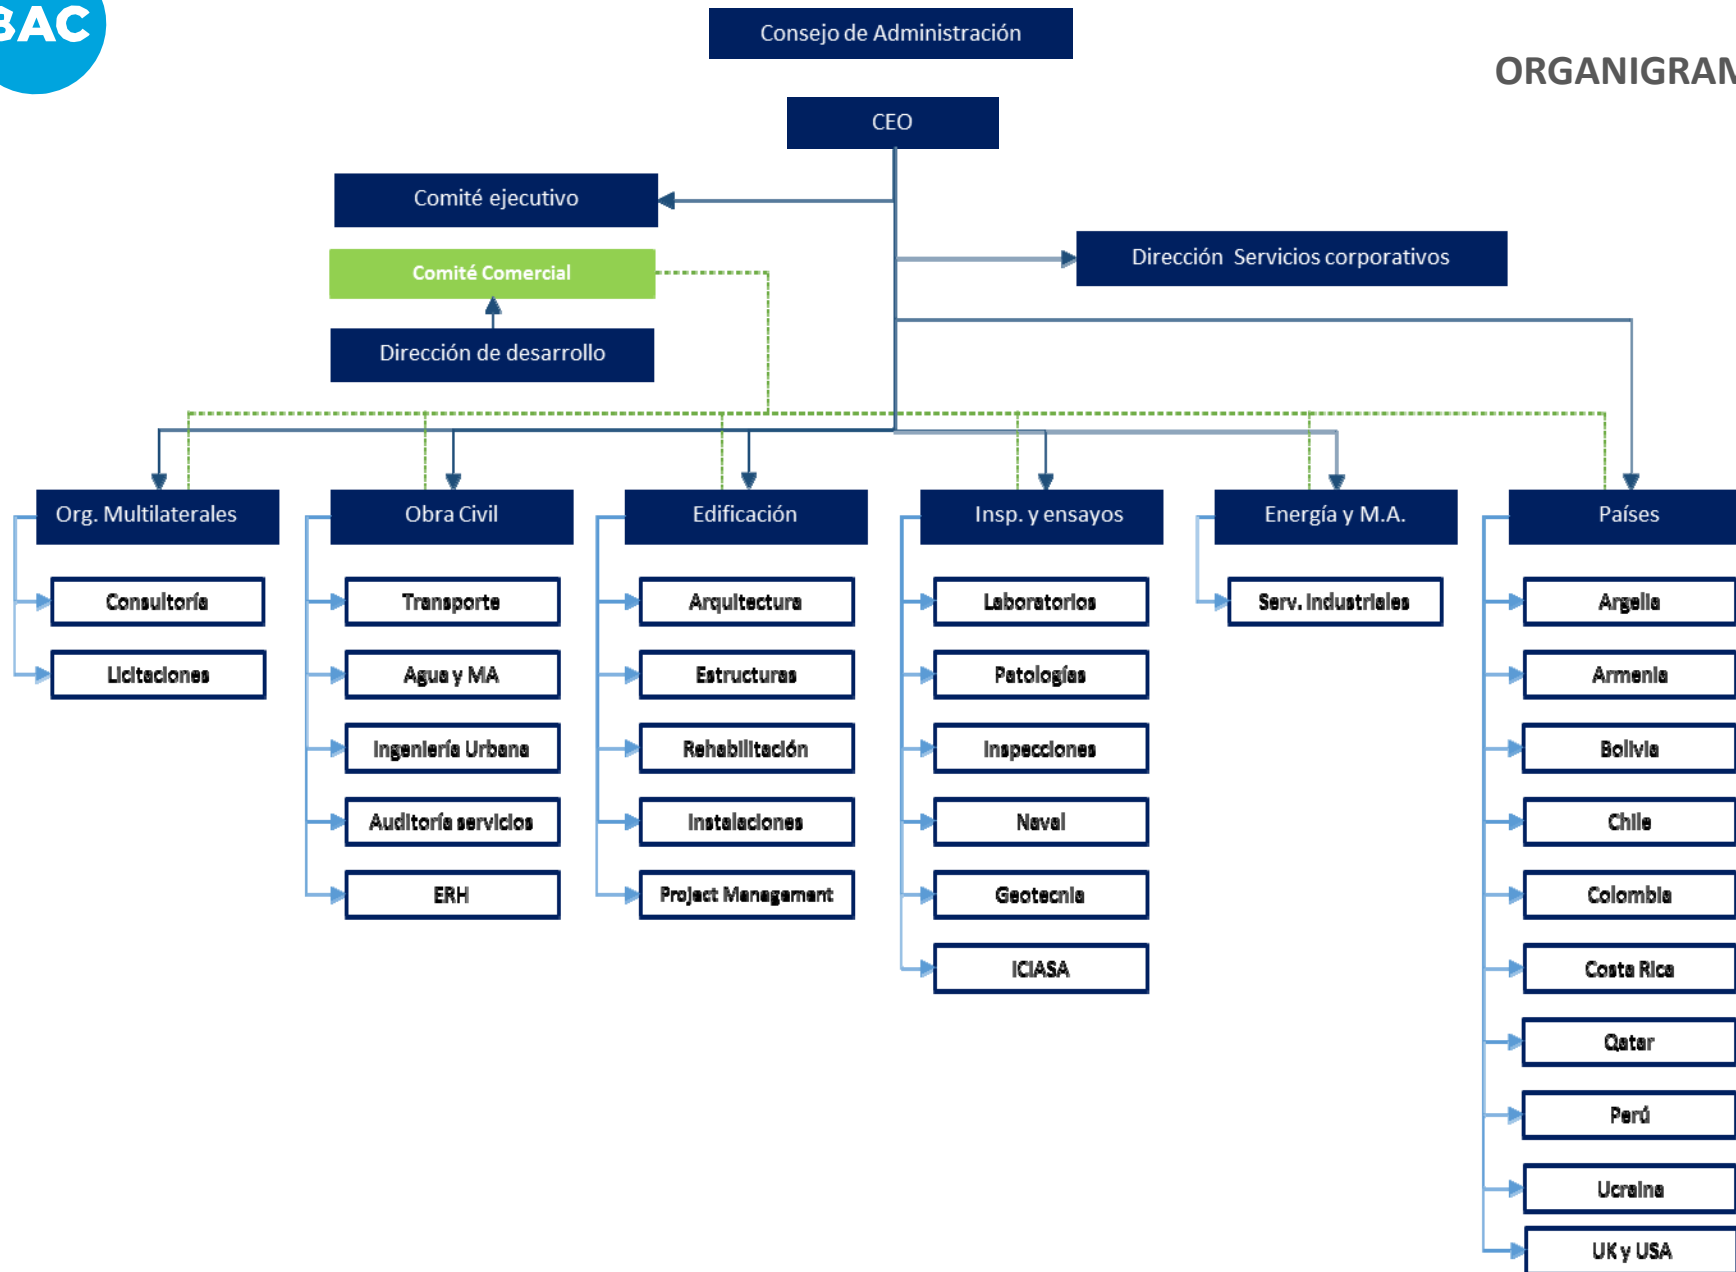 BAC
Consejo de Administración
ORGANIGRAM
CEO
Comité ejecutivo
Dirección Servicios corporativos
Comité Comercial
Dirección de desarrollo
Org. Multilaterales
Obra Civil
Edificación
Insp. y ensayos
Energía y M.A.
Países
Consultoría
Transporte
Arquitectura
Laboratorios
Serv. Industriales
Argelia
Licitaciones
Agua y MA
Estructuras
Patologías
Armenia
Ingeniería Urbana
Rehabilitación
Inspecciones
Bolivia
Auditoría servicios
Instalaciones
Naval
Chile
ERH
Project Management
Geotecnia
Colombia
ICIASA
Costa Rica
Qatar
Perú
Ucraina
UK y USA